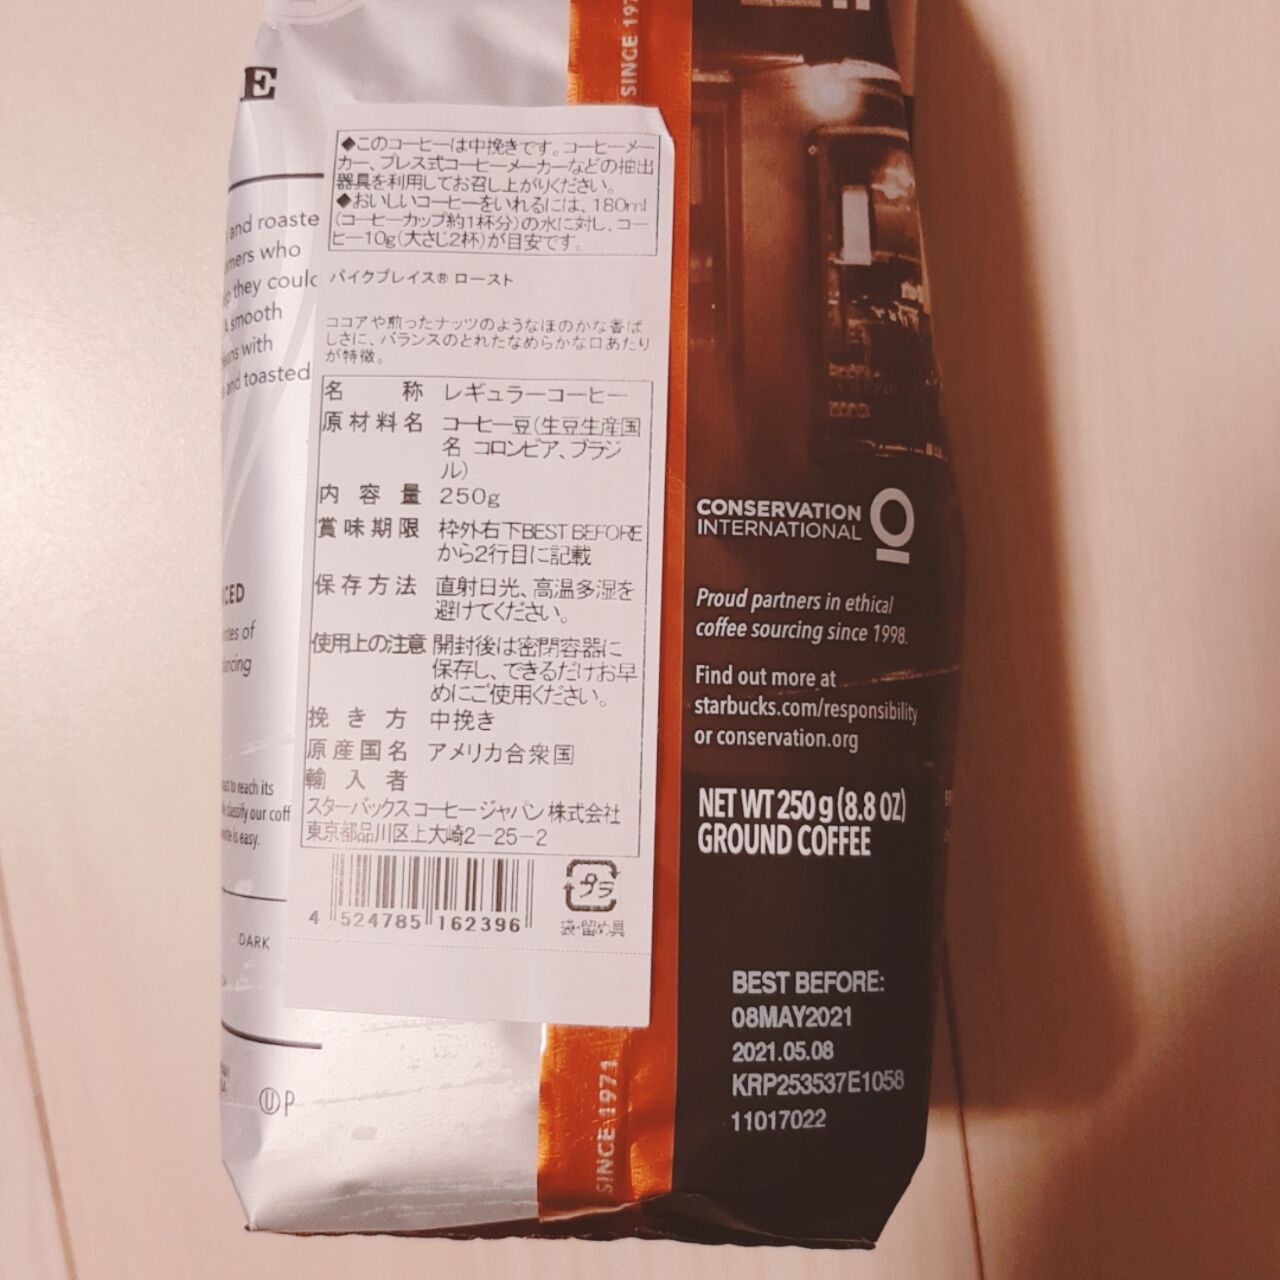 SINCE 197
E
◆このコーヒーは中挽きです。コーヒーメー
カー、プレス式コーヒーメーカーなどの抽出
器具を利用してお召し上がりください。
◆おいしいコーヒーをいれるには、180ml
(コーヒーカップ約1杯分)の水に対し、コー
ヒー10g(大さじ2杯)が目安です。
パイクプレイス® ロースト
ココアや煎ったナッツのようなほのかな香ば
しさに、バランスのとれたなめらかな口あたり
が特徴。
名称 レギュラーコーヒー
原材料名 コーヒー豆(生豆生産国
名 コロンビア、ブラジ
ル)
内容量 250g
賞味期限 枠外右下BEST BEFORE
から2行目に記載
保存方法 直射日光、高温多湿を
避けてください。
使用上の注意 開封後は密閉容器に
保存し、できるだけお早
めにご使用ください。
挽き方 中挽き
原産国名 アメリカ合衆国
輸入者
スターバックス コーヒー ジャパン 株式会社
東京都品川区上大崎2-25-2
4 524785 162396
プラ
袋・留め具
and roaste
mers who
they could
smooth
with
and toasted
CED
tes of
ncing
to reach its
classify our coff
is easy.
DARK
U P
SINCE 1971
CONSERVATION
INTERNATIONAL
Proud partners in ethical
coffee sourcing since 1998.
Find out more at
starbucks.com/responsibility
or conservation.org
NET WT 250 g (8.8 OZ)
GROUND COFFEE
BEST BEFORE:
08MAY2021
2021.05.08
KRP253537E1058
11017022